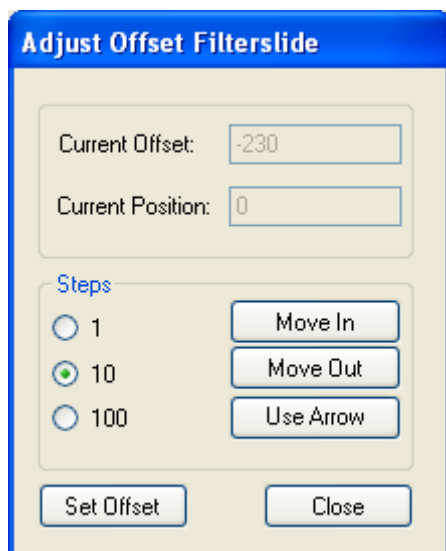 Adjust Offset Filterslide
Current Offset: -230
Current Position: 0
Steps
1 Move In
10 Move Out
100 Use Arrow
Set Offset Close